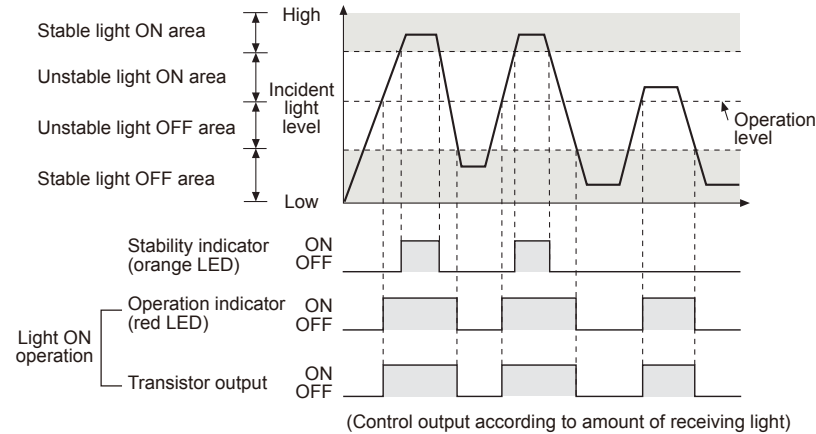 Stable light ON area
Unstable light ON area
Unstable light OFF area
Stable light OFF area
High
Incident
light
level
Low
Operation
level
Stability indicator
(orange LED)
ON
OFF
Light ON
operation
Operation indicator
(red LED)
ON
OFF
Transistor output
ON
OFF
(Control output according to amount of receiving light)